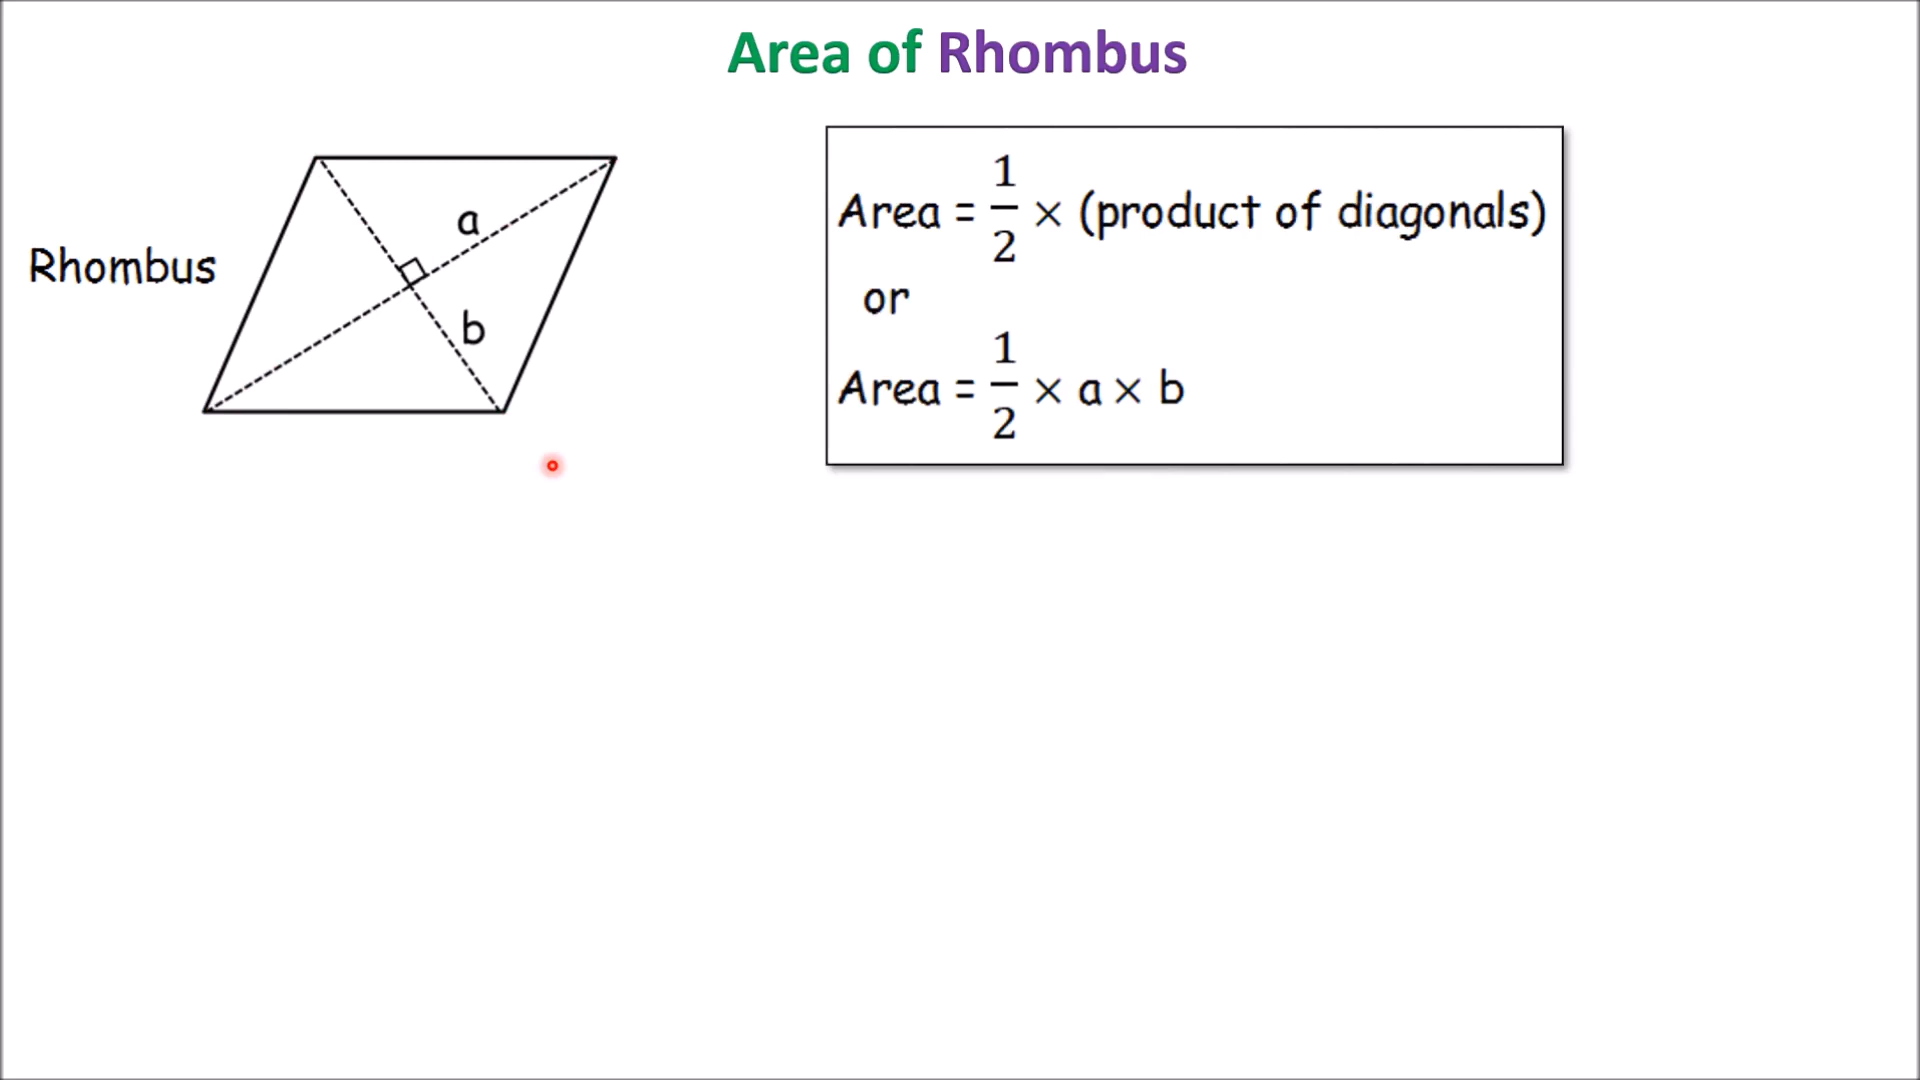 Area of Rhombus
Rhombus
a
b
Area = 1/2 × (product of diagonals)
or
Area = 1/2 × a × b